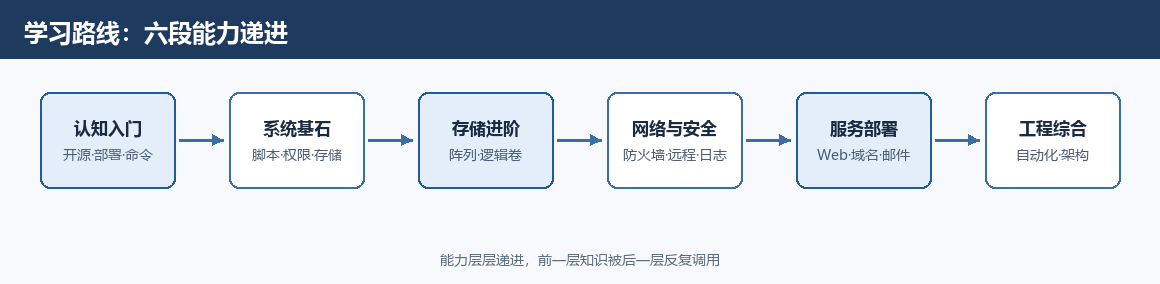 学习路线：六段能力递进
认知入门
开源·部署·命令
系统基石
脚本·权限·存储
存储进阶
阵列·逻辑卷
网络与安全
防火墙·远程·日志
服务部署
Web·域名·邮件
工程综合
自动化·架构
能力层层递进，前一层知识被后一层反复调用